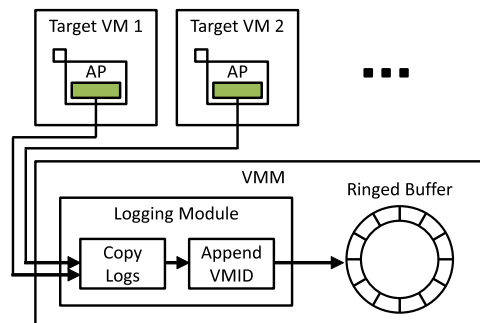 Target VM 1
Target VM 2
AP
AP
VMM
Ringed Buffer
Logging Module
Copy
Logs
Append
VMID